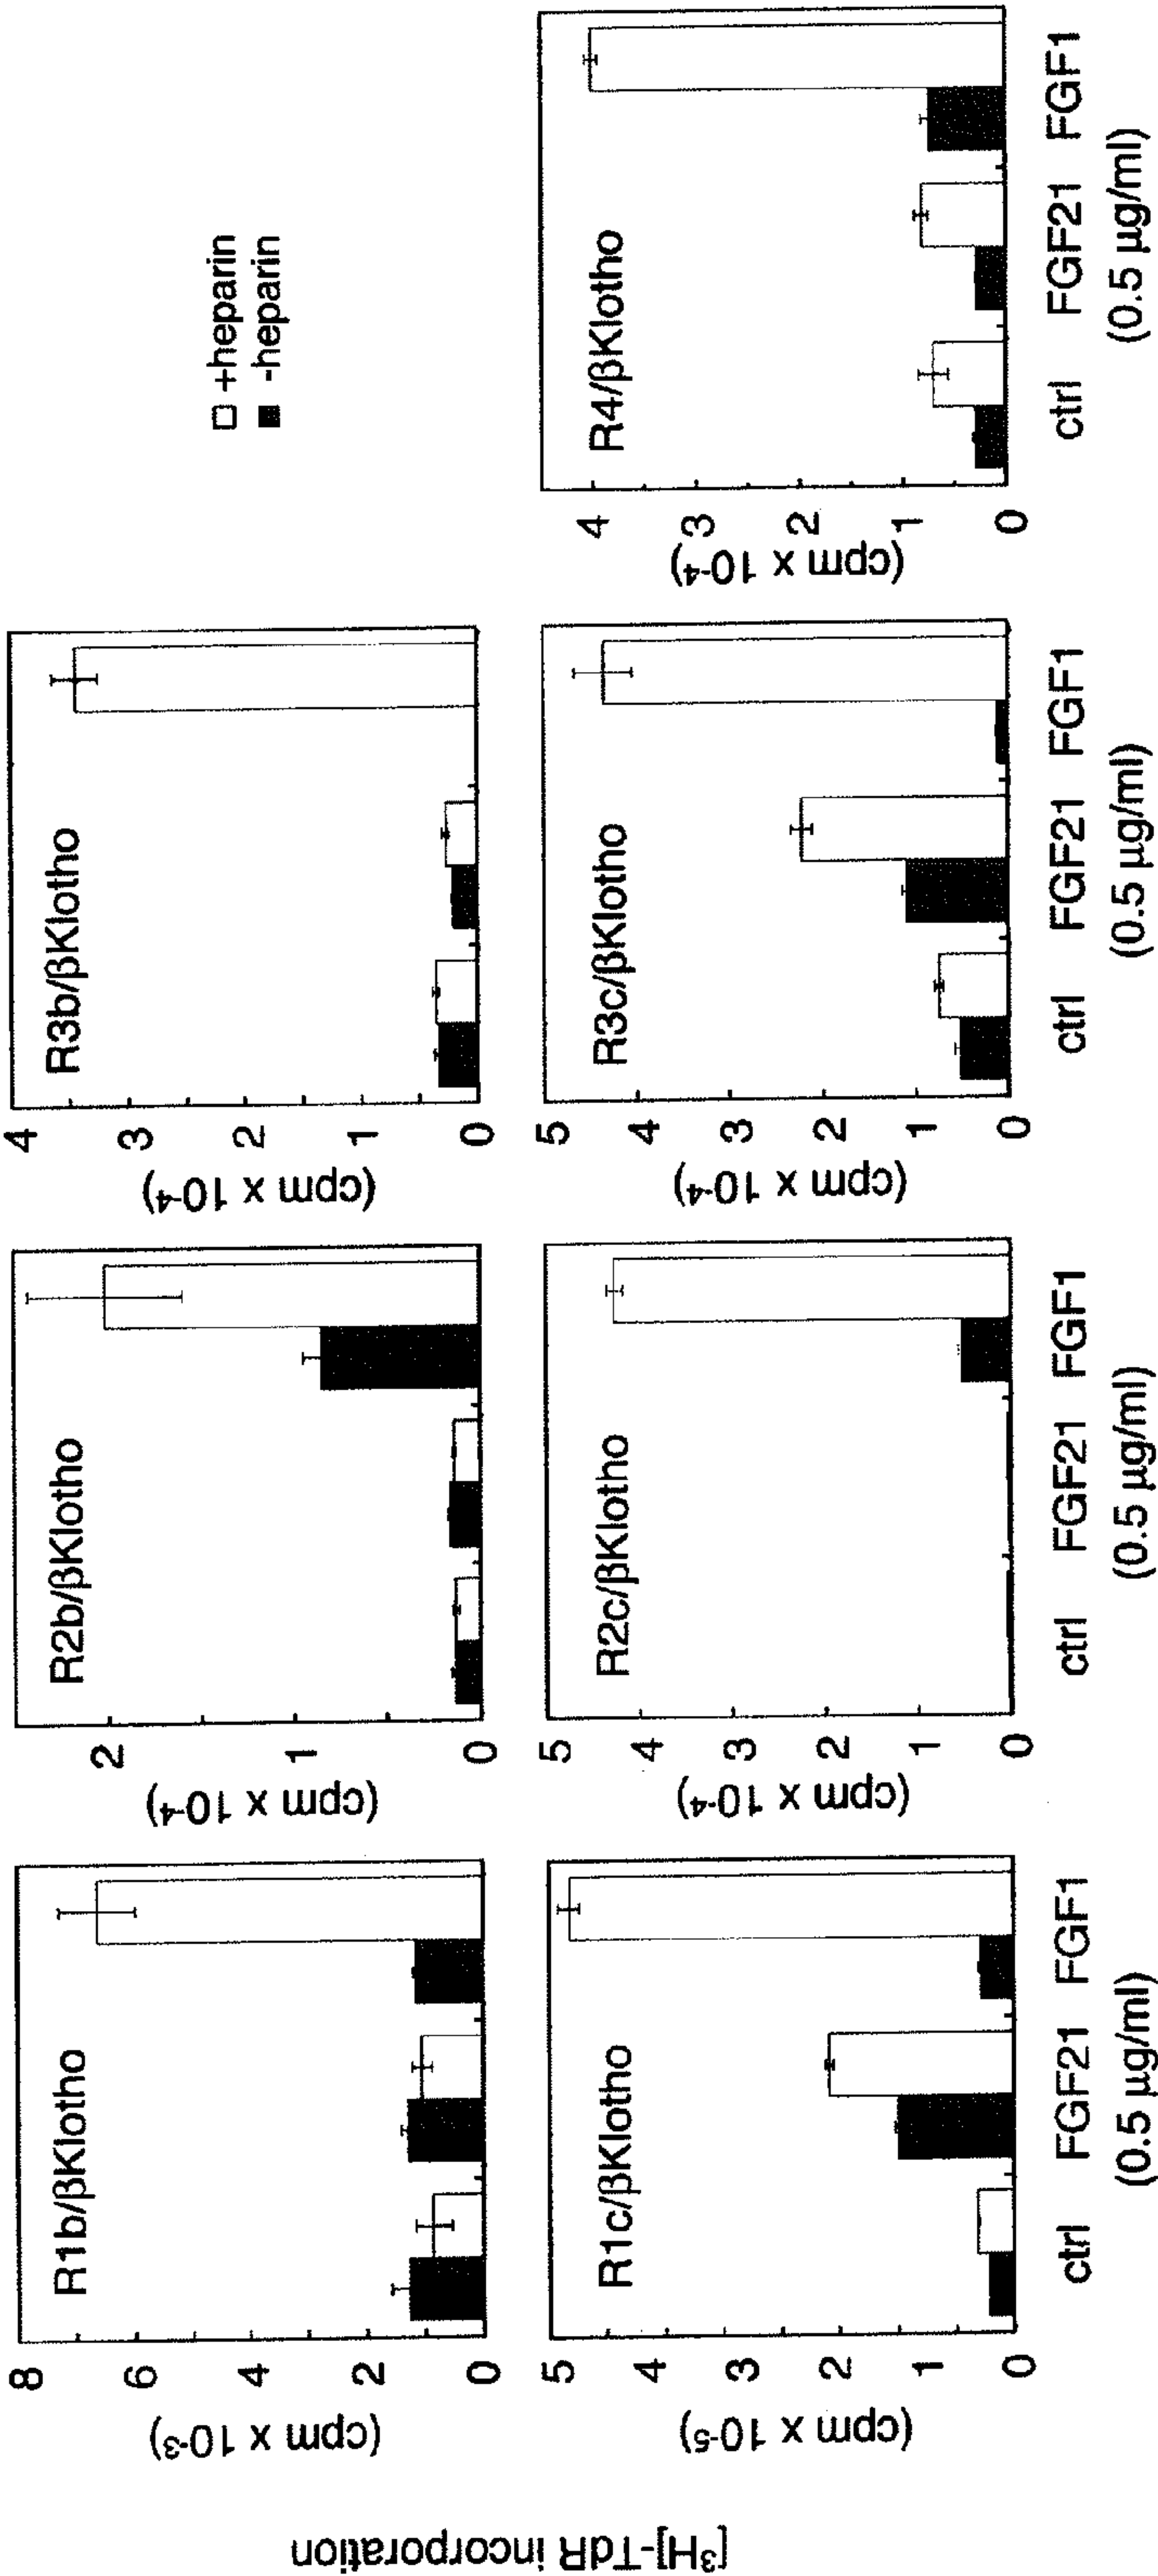 [³H]-TdR incorporation
(cpm x 10-3)
8
6
4
2
0
R1b/βKlotho
(cpm x 10-4)
2
1
0
R2b/βKlotho
(cpm x 10-4)
4
3
2
1
0
R3b/βKlotho
+heparin
-heparin
(cpm x 10-5)
5
4
3
2
1
0
R1c/βKlotho
ctrl FGF21 FGF1
(0.5 µg/ml)
(cpm x 10-4)
5
4
3
2
1
0
R2c/βKlotho
ctrl FGF21 FGF1
(0.5 µg/ml)
(cpm x 10-4)
5
4
3
2
1
0
R3c/βKlotho
ctrl FGF21 FGF1
(0.5 µg/ml)
(cpm x 10-4)
4
3
2
1
0
R4/βKlotho
ctrl FGF21 FGF1
(0.5 µg/ml)